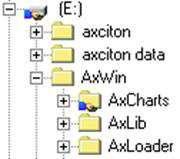 (E:)
axciton
axciton data
AxWin
AxCharts
AxLib
AxLoader